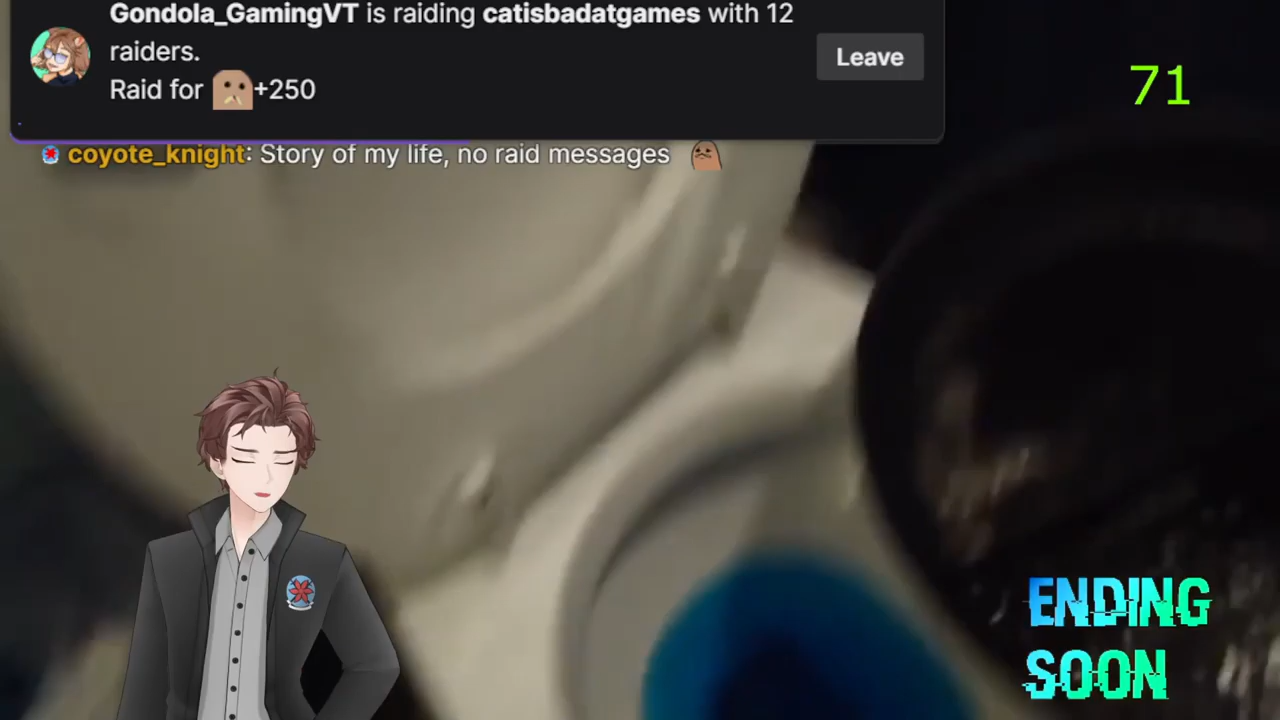 Gondola_GamingVT is raiding catisbadatgames with 12
raiders.
Raid for +250
Leave
71
coyote_knight: Story of my life, no raid messages
ENDING
SOON